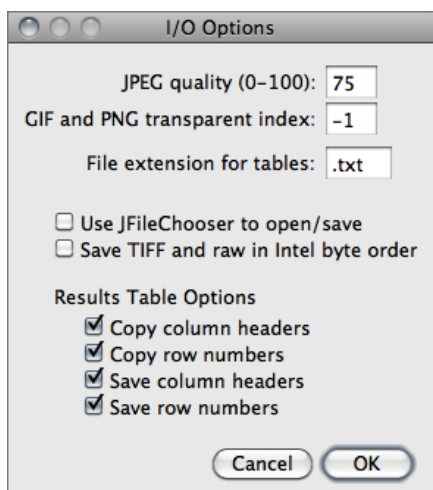 I/O Options
JPEG quality (0-100): 75
GIF and PNG transparent index: -1
File extension for tables: .txt
Use JFileChooser to open/save
Save TIFF and raw in Intel byte order
Results Table Options
Copy column headers
Copy row numbers
Save column headers
Save row numbers
Cancel OK